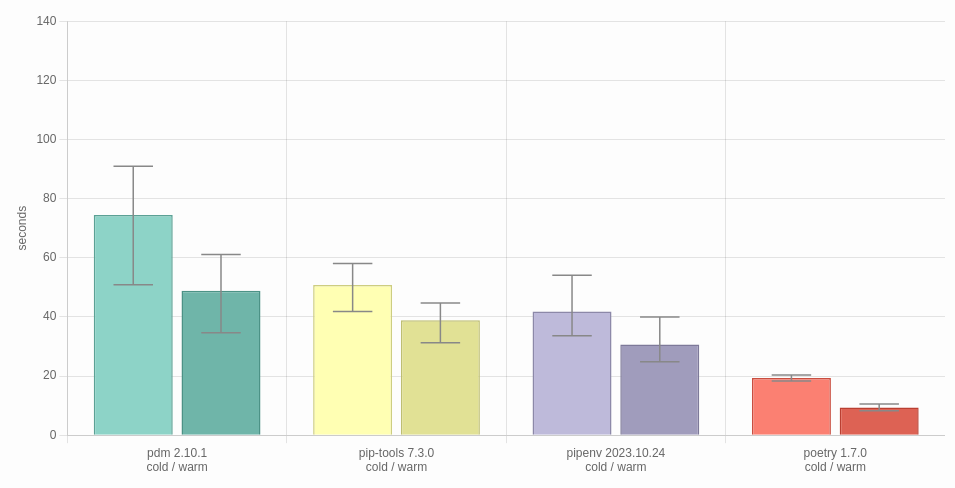 140
120
100
80
60
40
20
0
seconds
pdm 2.10.1
cold / warm
pip-tools 7.3.0
cold / warm
pipenv 2023.10.24
cold / warm
poetry 1.7.0
cold / warm